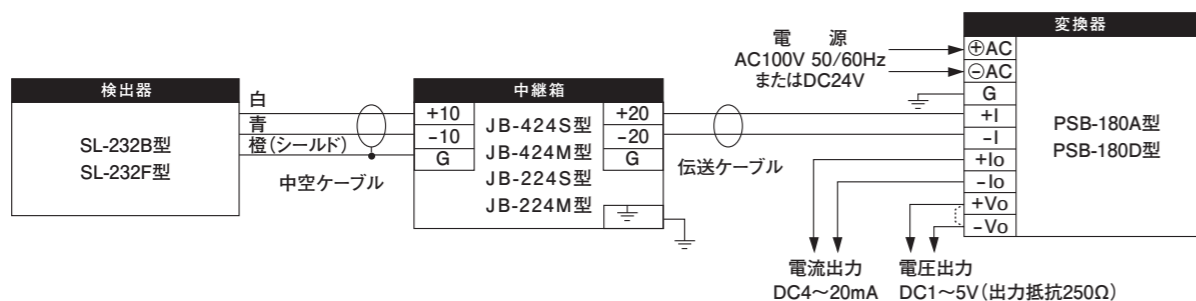 検出器
SL-232B型
SL-232F型
白
青
橙(シールド)
中空ケーブル
中継箱
+10
-10
G
JB-424S型
JB-424M型
JB-224S型
JB-224M型
+20
-20
G
伝送ケーブル
電　源
AC100V 50/60Hz
またはDC24V
変換器
⊕AC
⊖AC
G
+I
-I
+Io
-Io
+Vo
-Vo
PSB-180A型
PSB-180D型
電流出力
DC4～20mA
電圧出力
DC1～5V(出力抵抗250Ω)